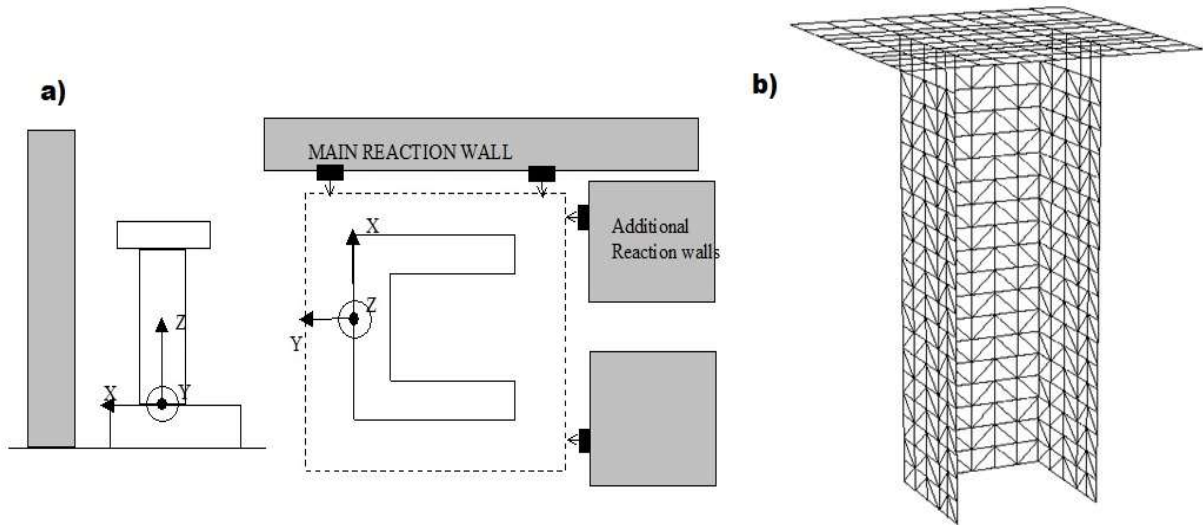 a)
b)
MAIN REACTION WALL
Additional
Reaction walls
X
Z
Y
Z
X
Y